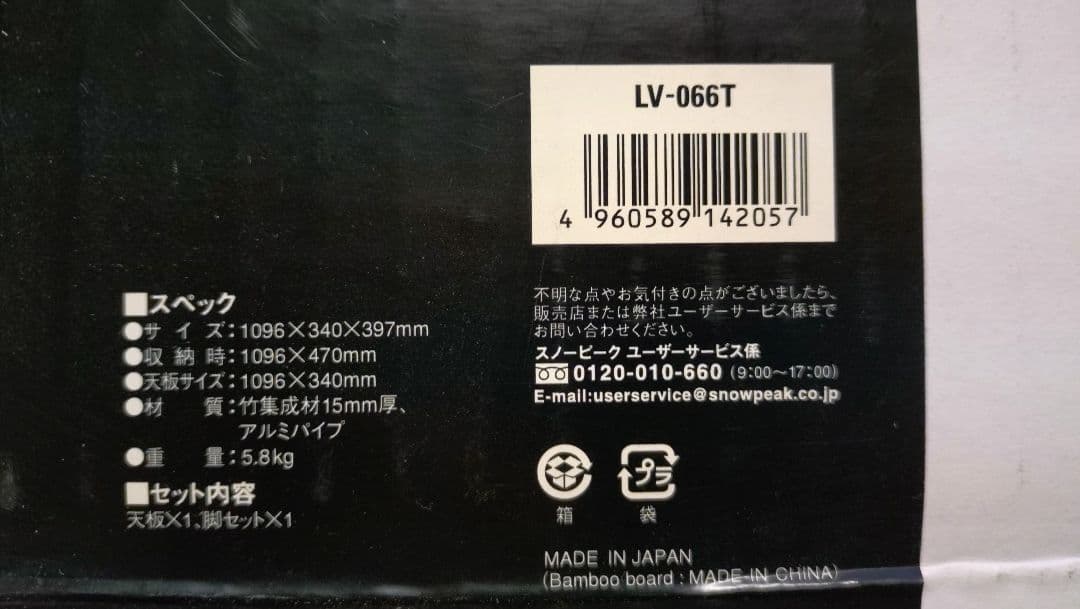 LV-066T
4 960589 142057
■スペック
●サイズ：1096×340×397mm
●収納時：1096×470mm
●天板サイズ：1096×340mm
●材　質：竹集成材15mm厚、
アルミパイプ
●重　量：5.8kg
■セット内容
天板×1、脚セット×1
不明な点やお気付きの点がございましたら、
販売店または弊社ユーザーサービス係まで
お問い合わせください。
スノーピーク ユーザーサービス係
0120-010-660（9：00～17：00）
E-mail:userservice@snowpeak.co.jp
プラ
箱 袋
MADE IN JAPAN
(Bamboo board : MADE IN CHINA)